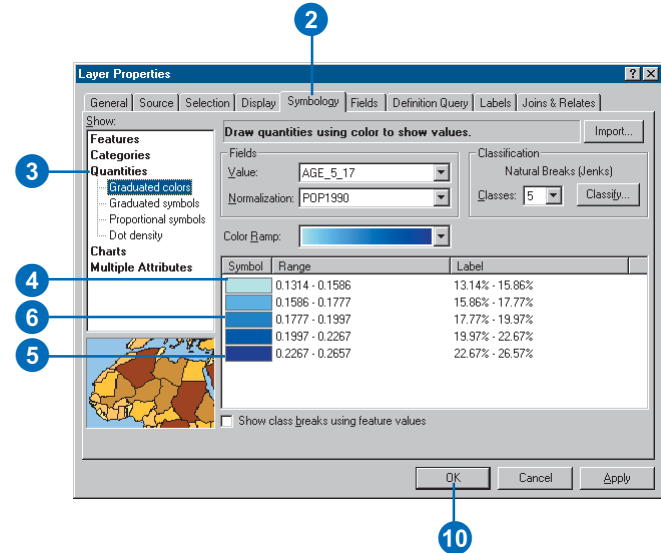 2
Layer Properties
General Source Selection Display Symbology Fields Definition Query Labels Joins & Relates
Show:
Features
Categories
Quantities
Graduated colors
Graduated symbols
Proportional symbols
Dot density
Charts
Multiple Attributes
3
Draw quantities using color to show values.
Import...
Fields
Value: AGE_5_17
Normalization: POP1990
Classification
Natural Breaks (Jenks)
Classes: 5 Classify...
Color Ramp:
Symbol Range Label
4
0.1314 - 0.1586 13.14% - 15.86%
0.1586 - 0.1777 15.86% - 17.77%
6
0.1777 - 0.1997 17.77% - 19.97%
0.1997 - 0.2267 19.97% - 22.67%
5
0.2267 - 0.2657 22.67% - 26.57%
Show class breaks using feature values
OK Cancel Apply
10